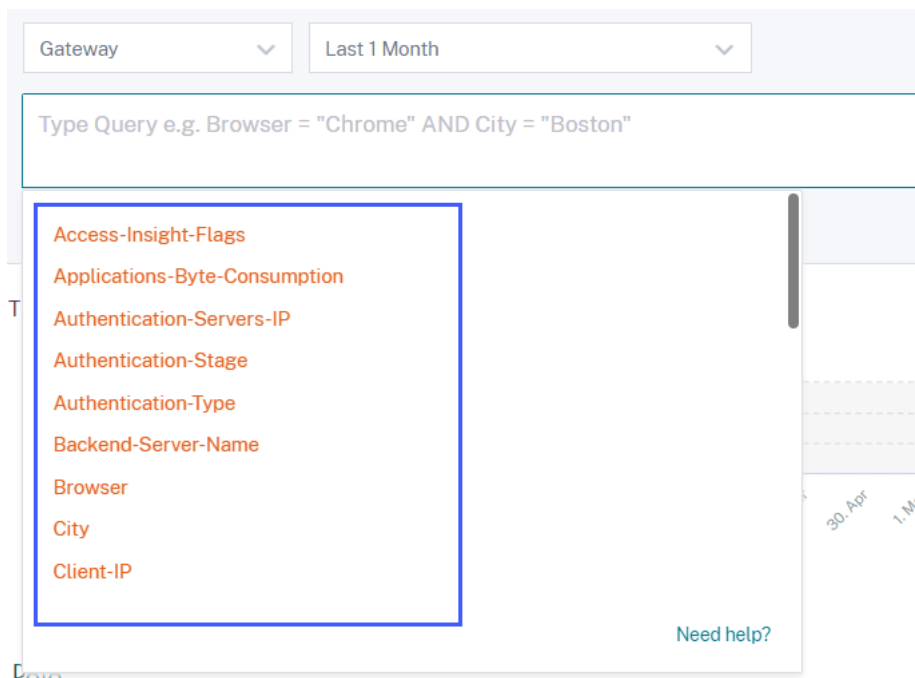 Gateway
Last 1 Month
Type Query e.g. Browser = "Chrome" AND City = "Boston"
Access-Insight-Flags
Applications-Byte-Consumption
Authentication-Servers-IP
Authentication-Stage
Authentication-Type
Backend-Server-Name
Browser
City
Client-IP
30. Apr
Need help?